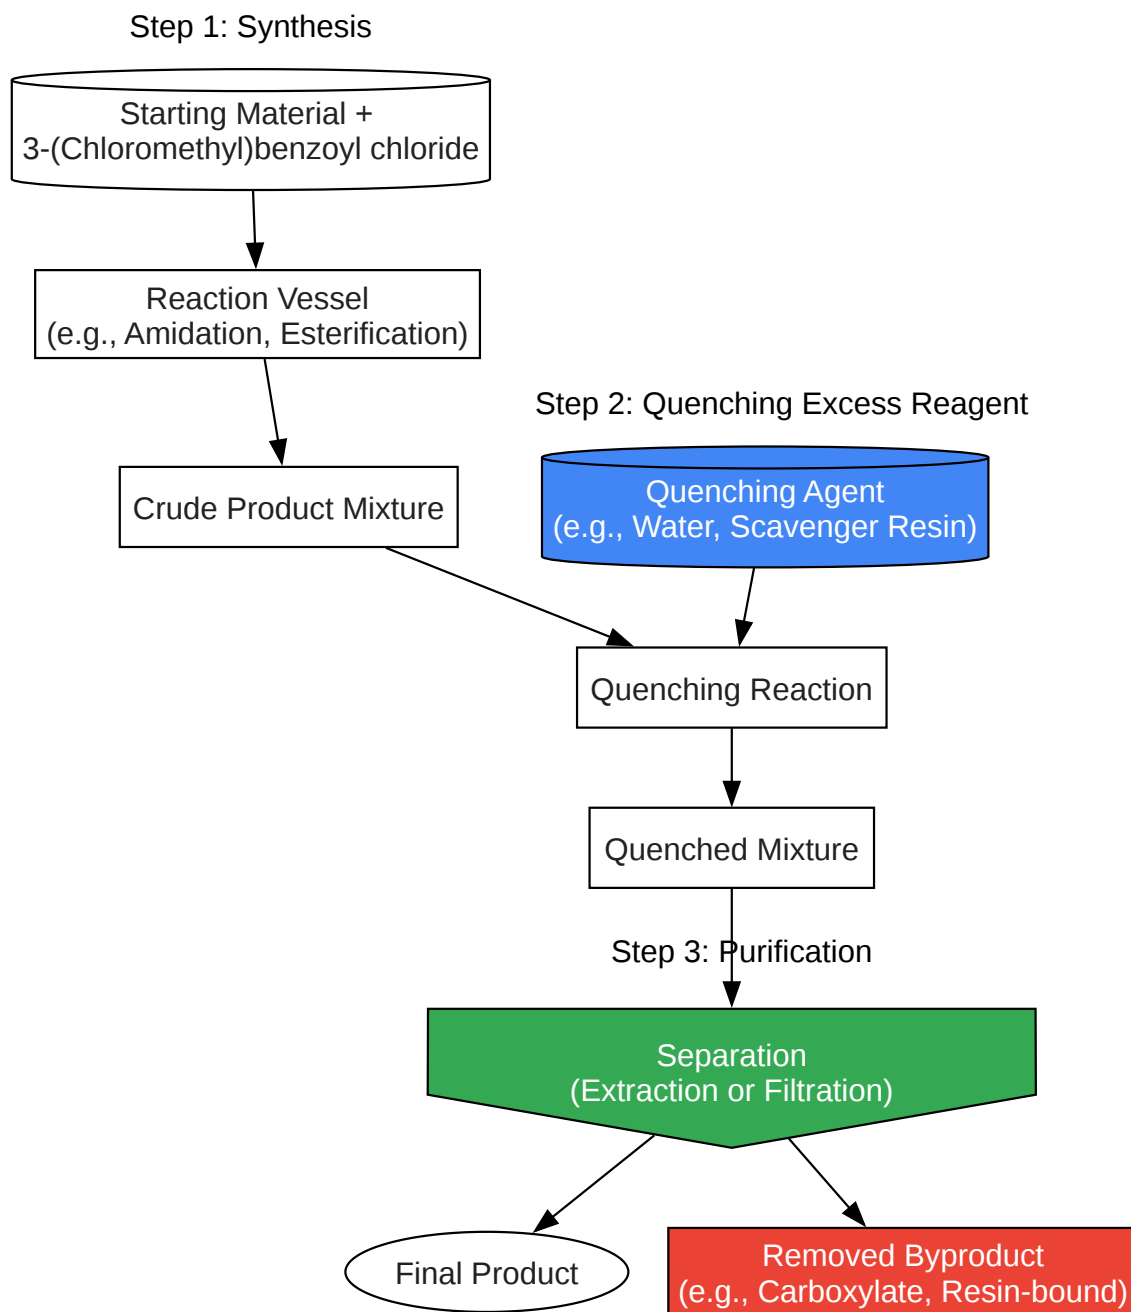 Step 1: Synthesis
Starting Material +
3-(Chloromethyl)benzoyl chloride
Reaction Vessel
(e.g., Amidation, Esterification)
Crude Product Mixture
Step 2: Quenching Excess Reagent
Quenching Agent
(e.g., Water, Scavenger Resin)
Quenching Reaction
Quenched Mixture
Step 3: Purification
Separation
(Extraction or Filtration)
Final Product
Removed Byproduct
(e.g., Carboxylate, Resin-bound)